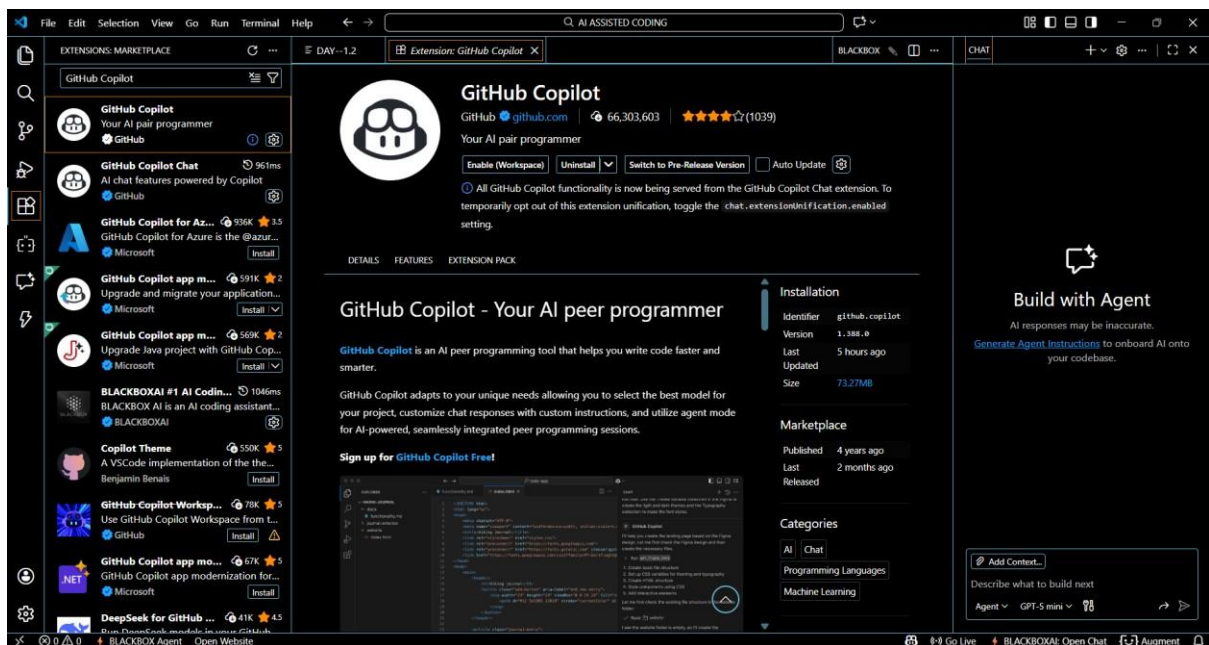 File Edit Selection View Go Run Terminal Help
AI ASSISTED CODING
EXTENSIONS: MARKETPLACE
GitHub Copilot
GitHub Copilot
Your AI pair programmer
GitHub
GitHub Copilot Chat 961ms
AI chat features powered by Copilot
GitHub
GitHub Copilot for Az... 936K 3.5
GitHub Copilot for Azure is the @azur...
Microsoft Install
GitHub Copilot app m... 591K 2
Upgrade and migrate your application...
Microsoft Install
GitHub Copilot app m... 569K 2
Upgrade Java project with GitHub Cop...
Microsoft Install
BLACKBOXAI #1 AI Codin... 1046ms
BLACKBOX AI is an AI coding assistant...
BLACKBOXAI
Copilot Theme 550K 5
A VSCode implementation of the the...
Benjamin Benais Install
GitHub Copilot Worksp... 78K 5
Use GitHub Copilot Workspace from t...
GitHub Install
.NET
GitHub Copilot app mo... 67K 5
GitHub Copilot app modernization for...
Microsoft Install
DeepSeek for GitHub ... 41K 4.5
Run DeepSeek models in your GitHub
DAY--1.2 Extension: GitHub Copilot BLACKBOX
GitHub Copilot
GitHub github.com 66,303,603 (1039)
Your AI pair programmer
Enable (Workspace) Uninstall Switch to Pre-Release Version Auto Update
All GitHub Copilot functionality is now being served from the GitHub Copilot Chat extension. To
temporarily opt out of this extension unification, toggle the chat.extensionUnification.enabled
setting.
DETAILS FEATURES EXTENSION PACK
GitHub Copilot - Your AI peer programmer
GitHub Copilot is an AI peer programming tool that helps you write code faster and
smarter.
GitHub Copilot adapts to your unique needs allowing you to select the best model for
your project, customize chat responses with custom instructions, and utilize agent mode
for AI-powered, seamlessly integrated peer programming sessions.
Sign up for GitHub Copilot Free!
Installation
Identifier github.copilot
Version 1.388.0
Last Updated 5 hours ago
Size 73.27MB
Marketplace
Published 4 years ago
Last Released 2 months ago
Categories
AI Chat
Programming Languages
Machine Learning
CHAT
Build with Agent
AI responses may be inaccurate.
Generate Agent Instructions to onboard AI onto
your codebase.
Add Context...
Describe what to build next
Agent GPT-5 mini
0 0 BLACKBOX Agent Open Website
Go Live BLACKBOXAI: Open Chat Augment